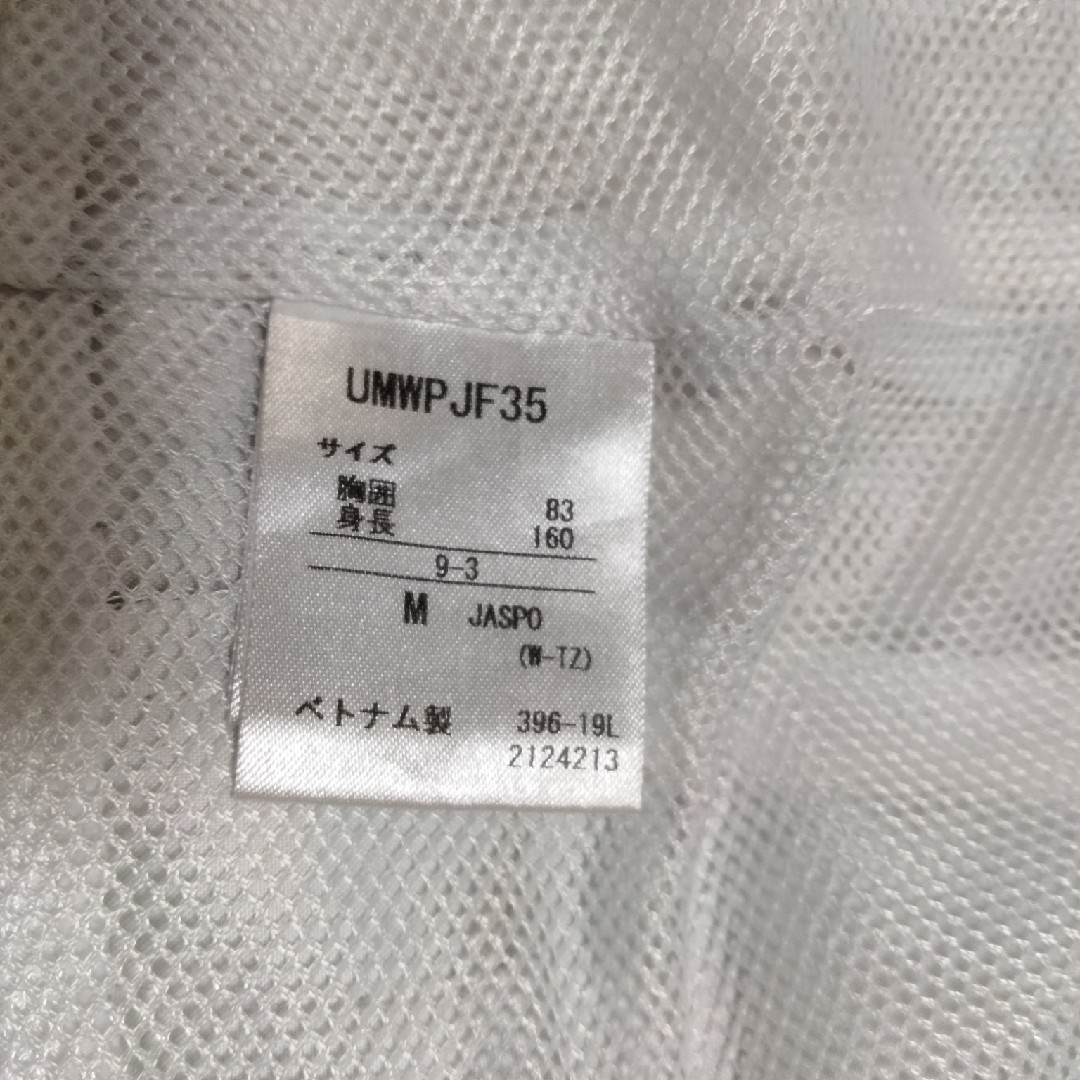 UMWPJF35
サイズ
胸囲 83
身長 160
9-3
M JASPO
(W-TZ)
ベトナム製 396-19L
2124213